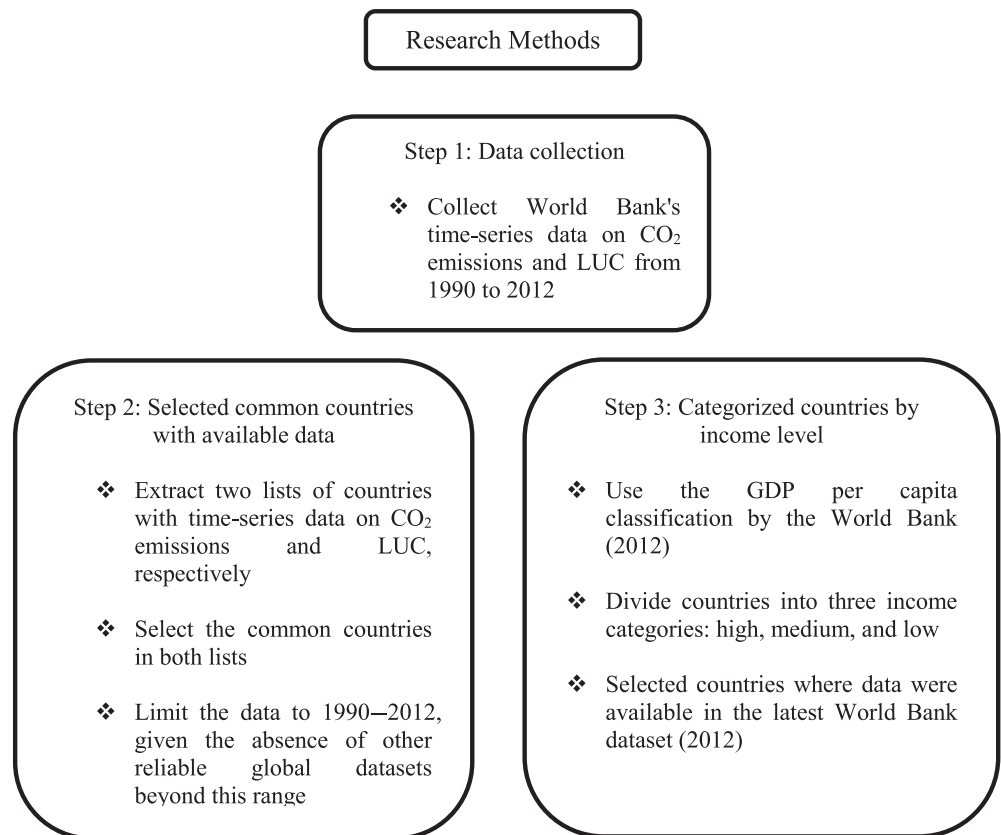 Research Methods
Step 1: Data collection
❖ Collect World Bank's
time-series data on CO₂
emissions and LUC from
1990 to 2012
Step 2: Selected common countries
with available data
❖ Extract two lists of countries
with time-series data on CO₂
emissions and LUC,
respectively
❖ Select the common countries
in both lists
❖ Limit the data to 1990–2012,
given the absence of other
reliable global datasets
beyond this range
Step 3: Categorized countries by
income level
❖ Use the GDP per capita
classification by the World Bank
(2012)
❖ Divide countries into three income
categories: high, medium, and low
❖ Selected countries where data were
available in the latest World Bank
dataset (2012)